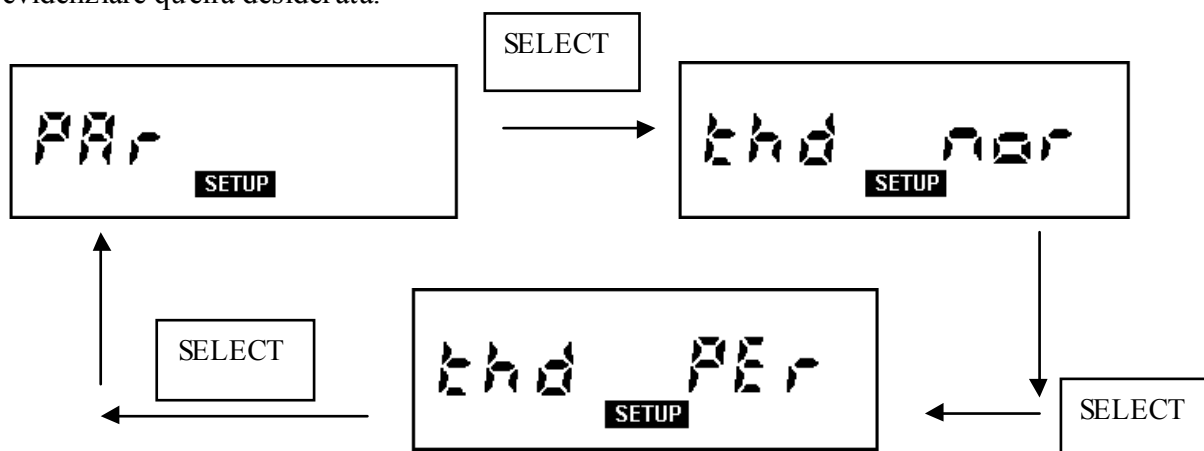 evidenziare quella desiderata.
SELECT
PAr
SETUP
thd nor
SETUP
SELECT
thd PEr
SETUP
SELECT